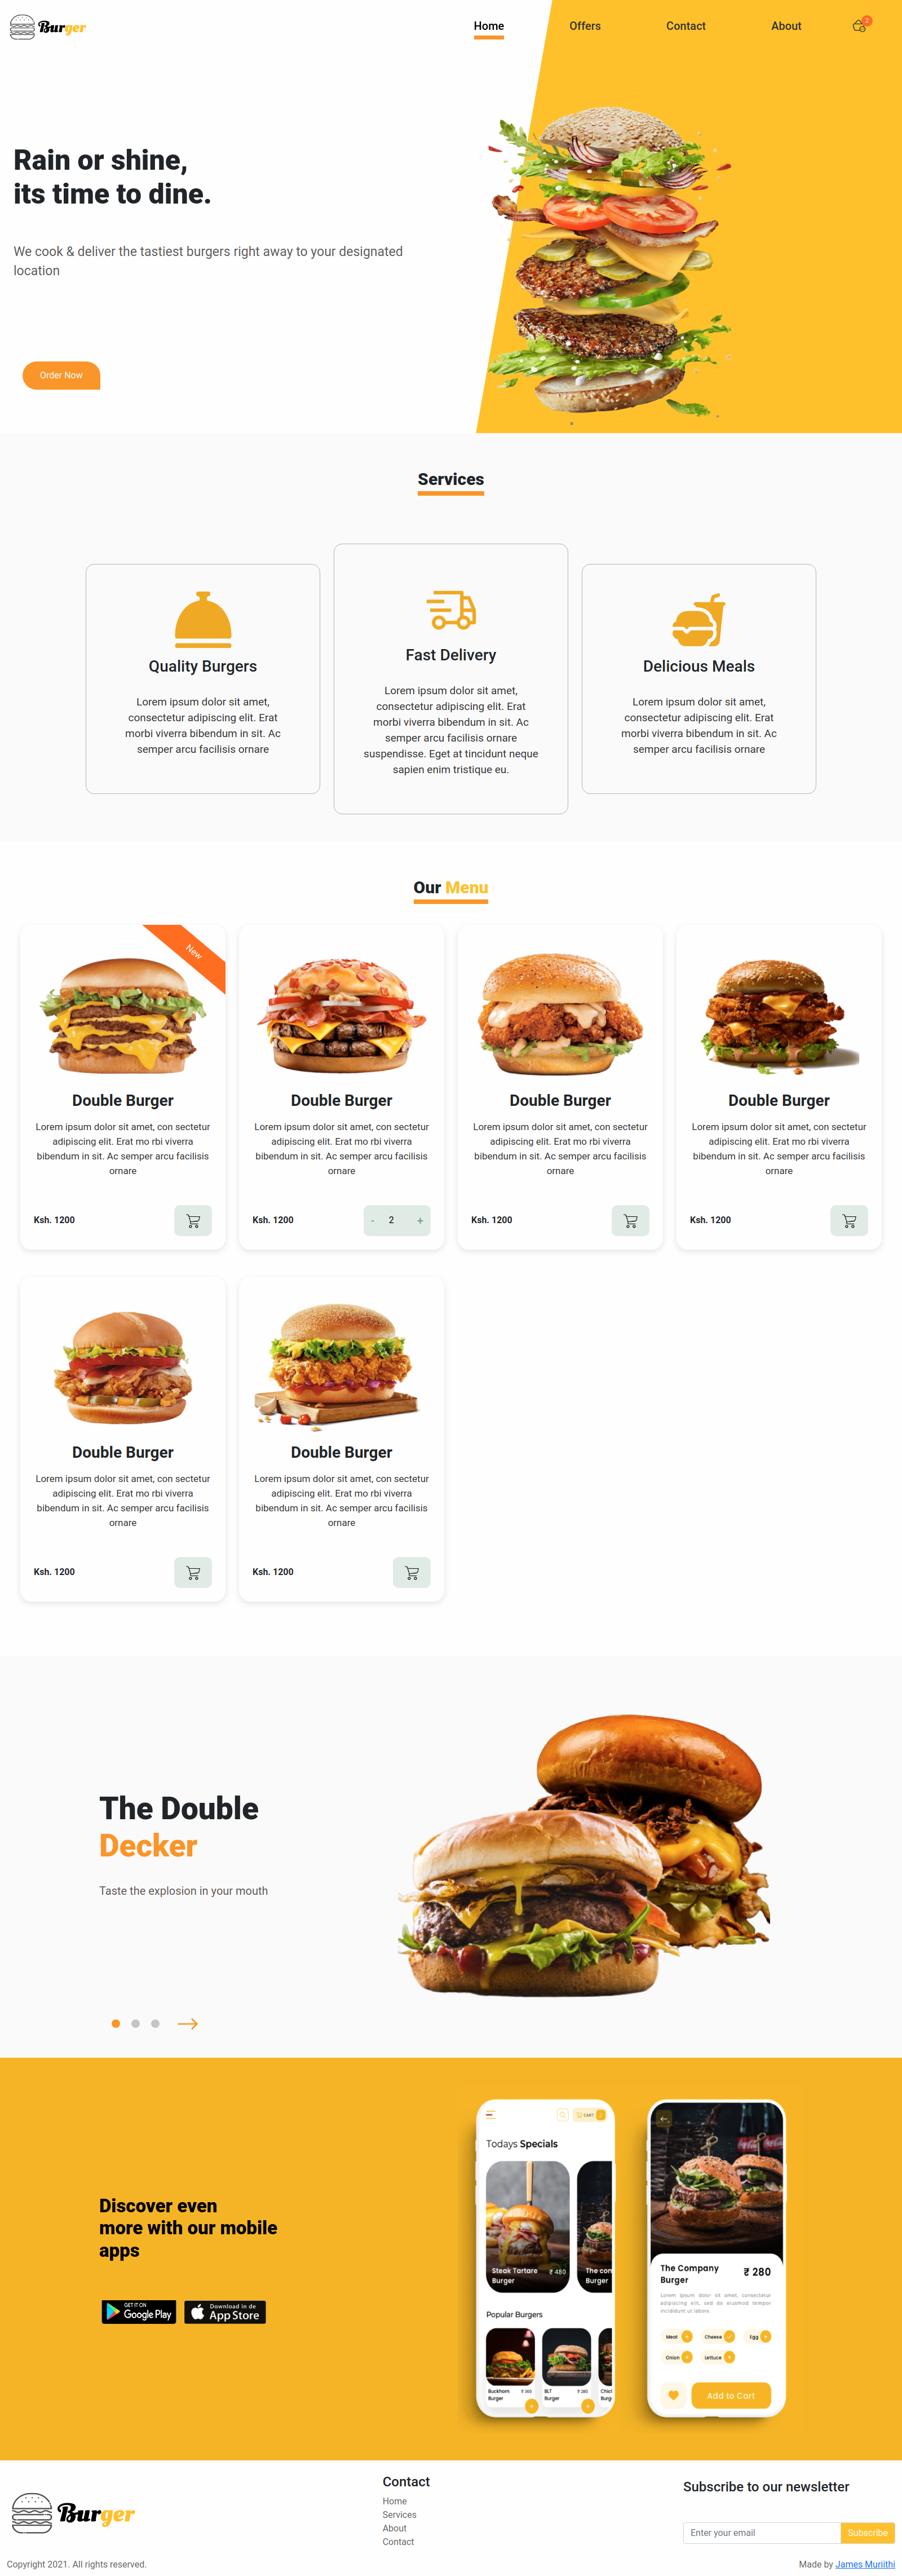 Burger
Home
Offers
Contact
About
2
Rain or shine,
its time to dine.
We cook & deliver the tastiest burgers right away to your designated
location
Order Now
Services
Quality Burgers
Lorem ipsum dolor sit amet,
consectetur adipiscing elit. Erat
morbi viverra bibendum in sit. Ac
semper arcu facilisis ornare
Fast Delivery
Lorem ipsum dolor sit amet,
consectetur adipiscing elit. Erat
morbi viverra bibendum in sit. Ac
semper arcu facilisis ornare
suspendisse. Eget at tincidunt neque
sapien enim tristique eu.
Delicious Meals
Lorem ipsum dolor sit amet,
consectetur adipiscing elit. Erat
morbi viverra bibendum in sit. Ac
semper arcu facilisis ornare
Our Menu
New
Double Burger
Lorem ipsum dolor sit amet, con sectetur
adipiscing elit. Erat mo rbi viverra
bibendum in sit. Ac semper arcu facilisis
ornare
Ksh. 1200
Double Burger
Lorem ipsum dolor sit amet, con sectetur
adipiscing elit. Erat mo rbi viverra
bibendum in sit. Ac semper arcu facilisis
ornare
Ksh. 1200
- 2 +
Double Burger
Lorem ipsum dolor sit amet, con sectetur
adipiscing elit. Erat mo rbi viverra
bibendum in sit. Ac semper arcu facilisis
ornare
Ksh. 1200
Double Burger
Lorem ipsum dolor sit amet, con sectetur
adipiscing elit. Erat mo rbi viverra
bibendum in sit. Ac semper arcu facilisis
ornare
Ksh. 1200
Double Burger
Lorem ipsum dolor sit amet, con sectetur
adipiscing elit. Erat mo rbi viverra
bibendum in sit. Ac semper arcu facilisis
ornare
Ksh. 1200
Double Burger
Lorem ipsum dolor sit amet, con sectetur
adipiscing elit. Erat mo rbi viverra
bibendum in sit. Ac semper arcu facilisis
ornare
Ksh. 1200
The Double
Decker
Taste the explosion in your mouth
Discover even
more with our mobile
apps
GET IT ON
Google Play
Download in de
App Store
CART
Todays Specials
Steak Tartare
Burger
₹ 480
The con
Burger
Popular Burgers
Buckhorn
Burger
₹ 360
BLT
Burger
₹ 280
Chicl
Burg
The Company
Burger
₹ 280
Lorem ipsum dolor sit amet, consectetur
adipiscing elit, sed do eiusmod tempor
incididunt ut labore.
Meat
Cheese
Egg
Onion
Lettuce
Add to Cart
Burger
Contact
Home
Services
About
Contact
Subscribe to our newsletter
Enter your email
Subscribe
Copyright 2021. All rights reserved.
Made by James Muriithi